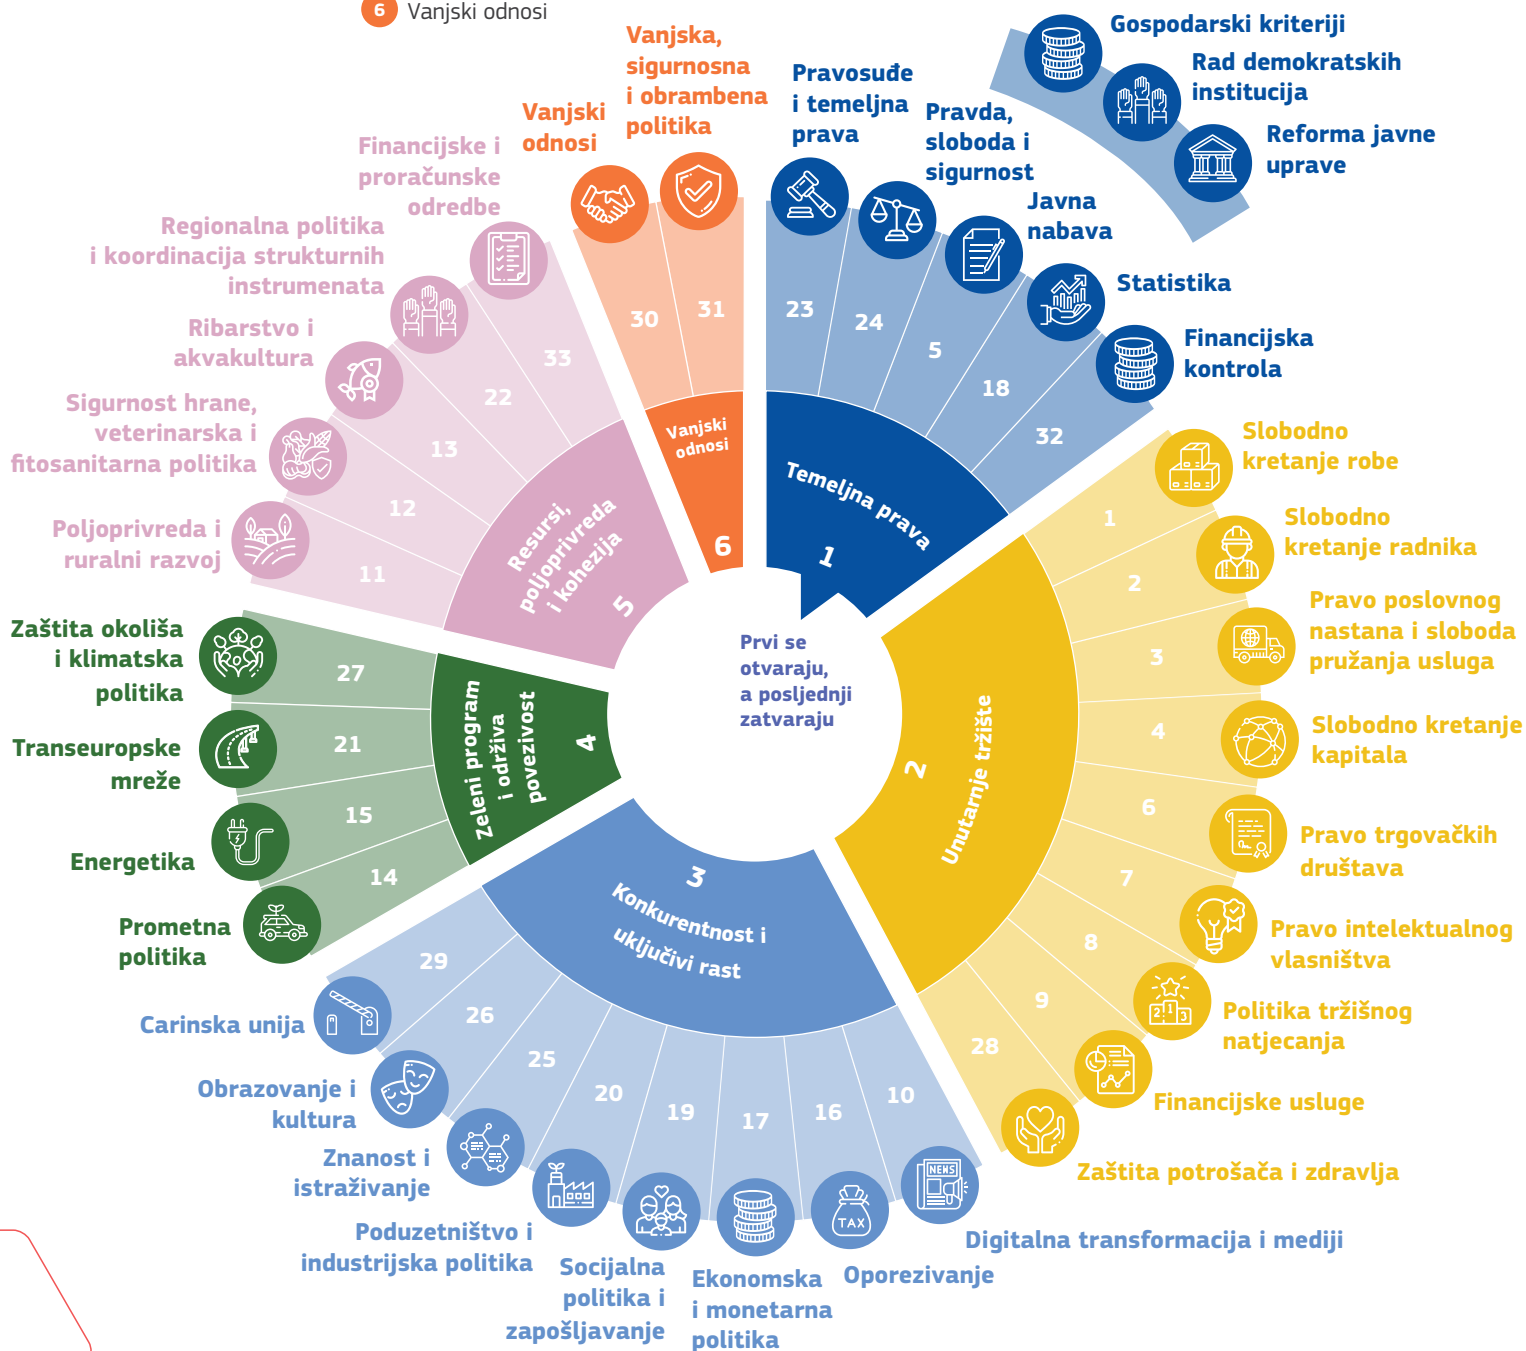 6 Vanjski odnosi
Gospodarski kriteriji
Rad demokratskih
institucija
Reforma javne
uprave
Vanjski
odnosi
Vanjska,
sigurnosna
i obrambena
politika
30
31
Vanjski
odnosi
6
Pravosuđe
i temeljna
prava
Pravda,
sloboda i
sigurnost
Javna
nabava
Statistika
Financijska
kontrola
23
24
5
18
32
Temeljna prava
1
Prvi se
otvaraju,
a posljednji
zatvaraju
Slobodno
kretanje robe
Slobodno
kretanje radnika
Pravo poslovnog
nastana i sloboda
pružanja usluga
Slobodno kretanje
kapitala
Pravo trgovačkih
društava
Pravo intelektualnog
vlasništva
Politika tržišnog
natjecanja
Financijske usluge
Zaštita potrošača i zdravlja
1
2
3
4
6
7
8
9
28
Unutarnje tržište
2
3
Konkurentnost i
uključivi rast
10
16
17
19
20
25
26
29
NEWS
Digitalna transformacija i mediji
TAX
Oporezivanje
Ekonomska
i monetarna
politika
Socijalna
politika i
zapošljavanje
Poduzetništvo i
industrijska politika
Znanost i
istraživanje
Obrazovanje i
kultura
Carinska unija
Prometna
politika
Energetika
Transeuropske
mreže
Zaštita okoliša
i klimatska
politika
14
15
21
27
Zeleni program
i održiva
povezivost
4
Poljoprivreda i
ruralni razvoj
Sigurnost hrane,
veterinarska i
fitosanitarna politika
Ribarstvo i
akvakultura
Regionalna politika
i koordinacija strukturnih
instrumenata
Financijske i
proračunske
odredbe
11
12
13
22
33
Resursi,
poljoprivreda
i kohezija
5